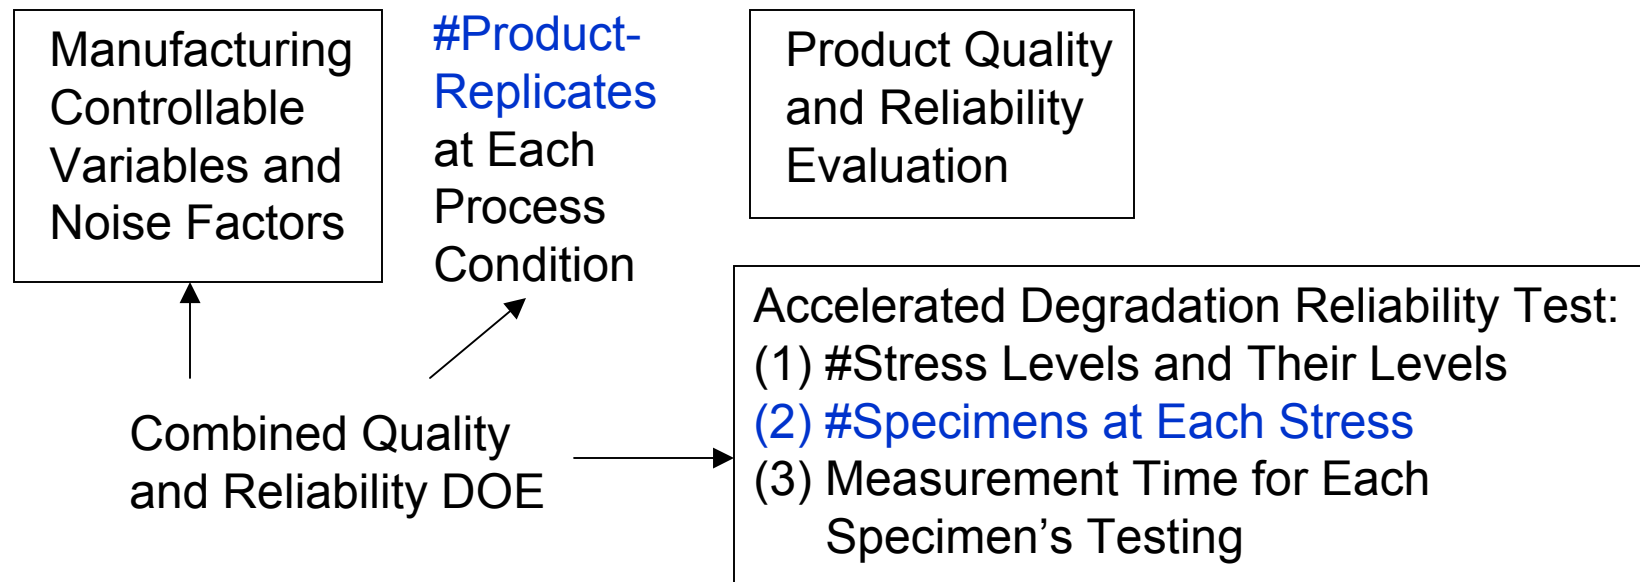 Manufacturing
Controllable
Variables and
Noise Factors
#Product-
Replicates
at Each
Process
Condition
Product Quality
and Reliability
Evaluation
Combined Quality
and Reliability DOE
Accelerated Degradation Reliability Test:
(1) #Stress Levels and Their Levels
(2) #Specimens at Each Stress
(3) Measurement Time for Each
Specimen’s Testing